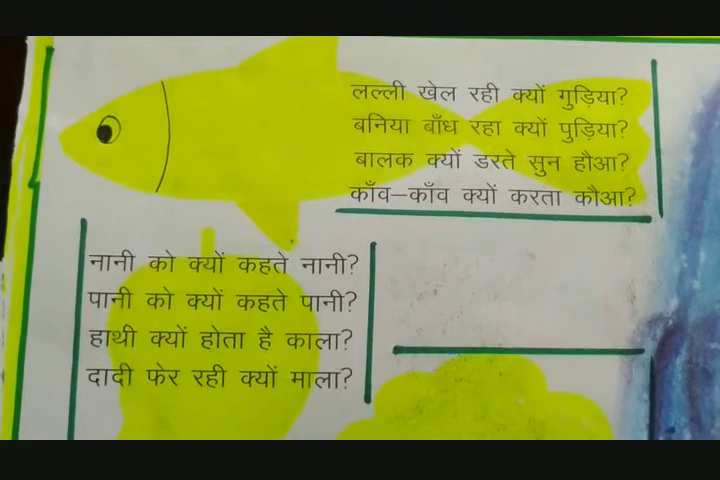 लल्ली खेल रही क्यों गुड़िया?
बनिया बाँध रहा क्यों पुड़िया?
बालक क्यों डरते सुन हौआ?
काँव–काँव क्यों करता कौआ?
नानी को क्यों कहते नानी?
पानी को क्यों कहते पानी?
हाथी क्यों होता है काला?
दादी फेर रही क्यों माला?